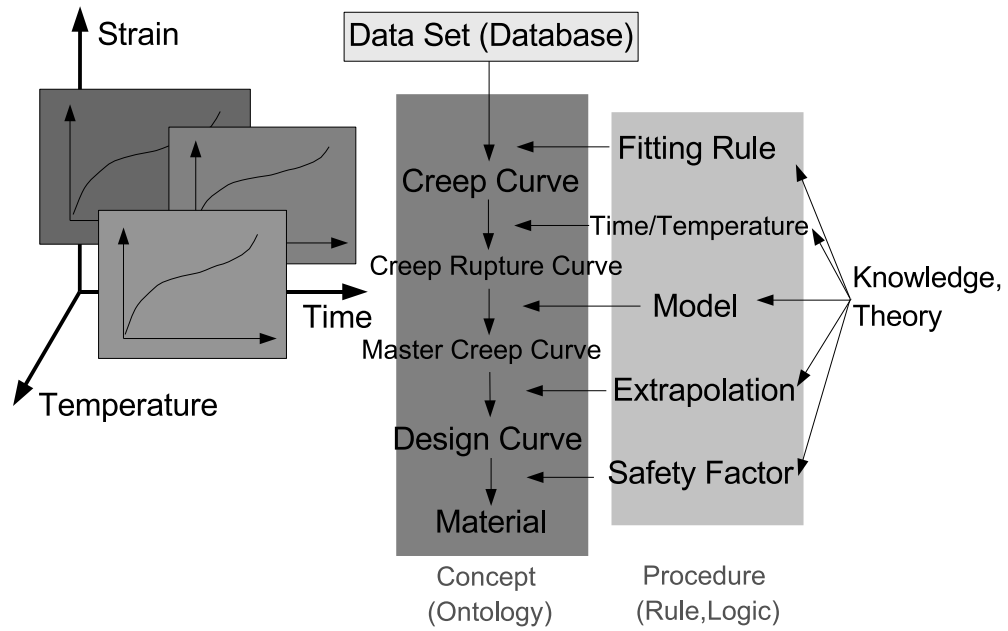 Strain
Data Set (Database)
Fitting Rule
Creep Curve
Time/Temperature
Creep Rupture Curve
Knowledge,
Theory
Time
Model
Master Creep Curve
Temperature
Extrapolation
Design Curve
Safety Factor
Material
Concept
(Ontology)
Procedure
(Rule,Logic)